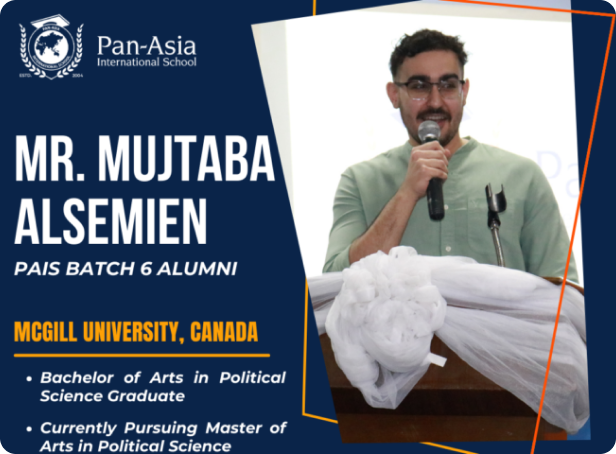 Pan-Asia
International School
MR. MUJTABA
ALSEMIEN
PAIS BATCH 6 ALUMNI
MCGILL UNIVERSITY, CANADA
• Bachelor of Arts in Political
Science Graduate
• Currently Pursuing Master of
Arts in Political Science